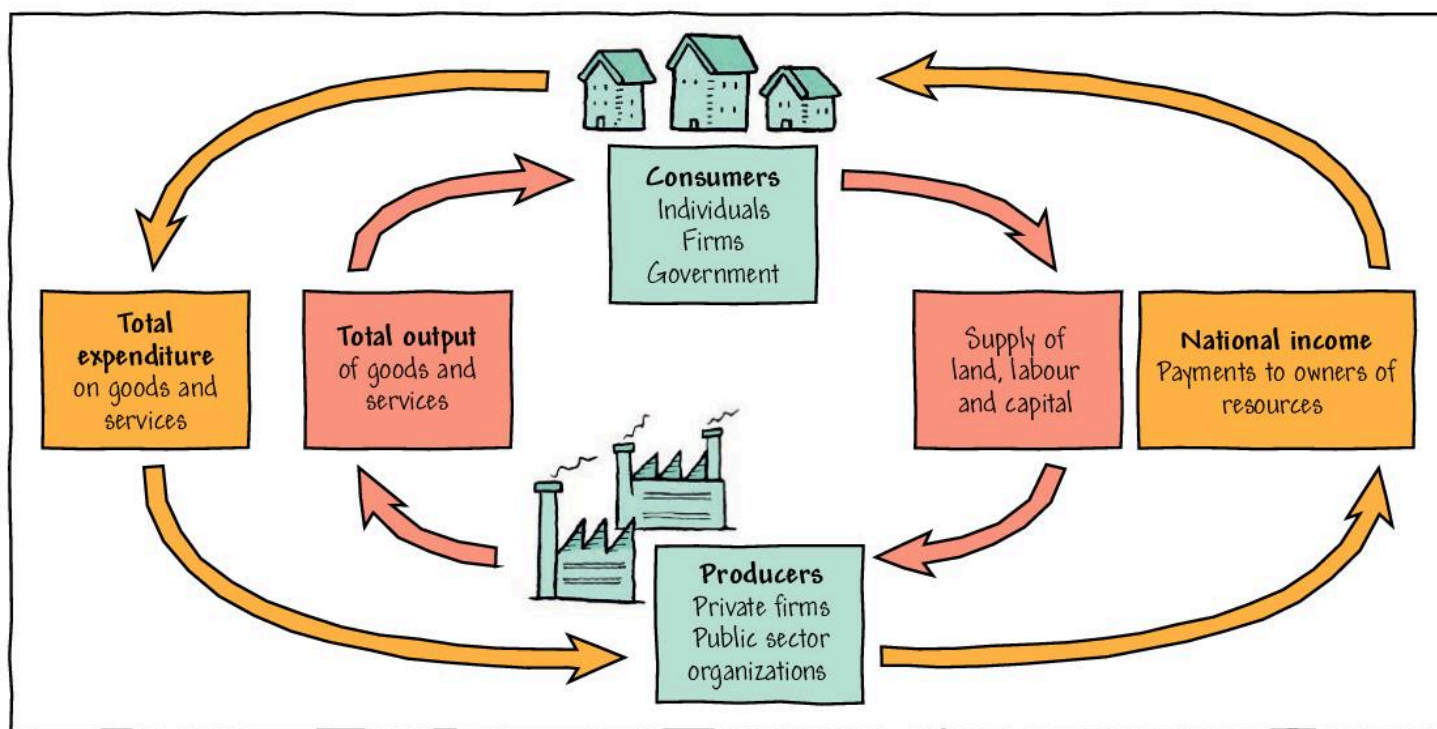 Consumers
Individuals
Firms
Government
Total
expenditure
on goods and
services
Total output
of goods and
services
Supply of
land, labour
and capital
National income
Payments to owners of
resources
Producers
Private firms
Public sector
organizations